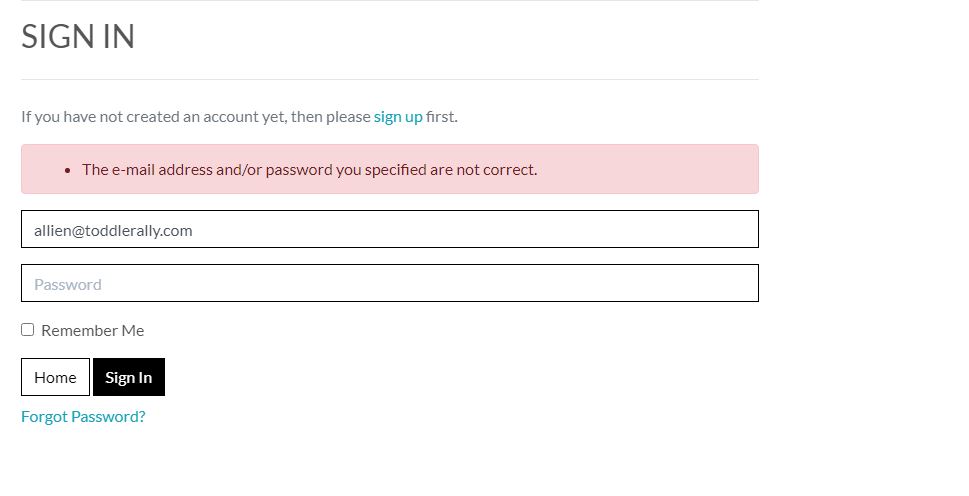 SIGN IN
If you have not created an account yet, then please sign up first.
The e-mail address and/or password you specified are not correct.
allien@toddlerally.com
Password
Remember Me
Home Sign In
Forgot Password?